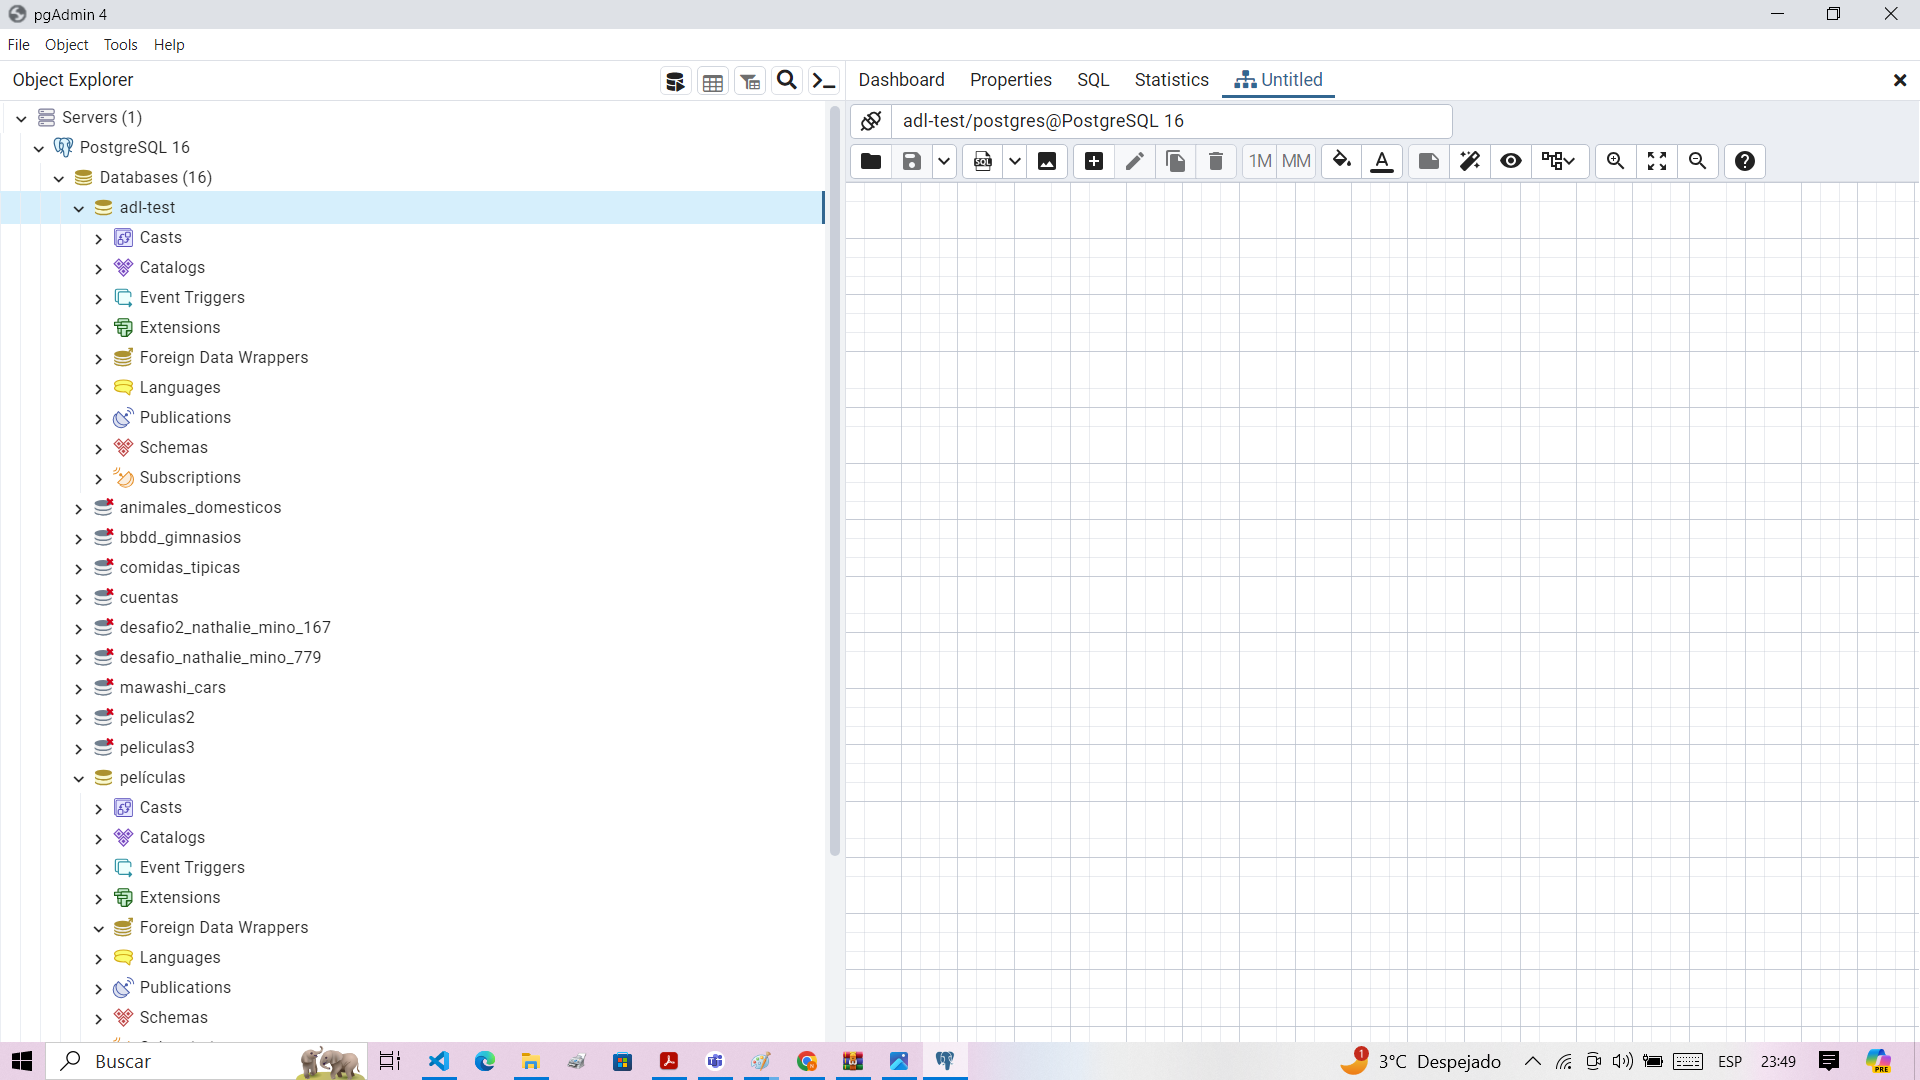 pgAdmin 4
File Object Tools Help
Object Explorer
Dashboard Properties SQL Statistics Untitled
adl-test/postgres@PostgreSQL 16
SQL 1M MM A
Servers (1)
PostgreSQL 16
Databases (16)
adl-test
Casts
Catalogs
Event Triggers
Extensions
Foreign Data Wrappers
Languages
Publications
Schemas
Subscriptions
animales_domesticos
bbdd_gimnasios
comidas_tipicas
cuentas
desafio2_nathalie_mino_167
desafio_nathalie_mino_779
mawashi_cars
peliculas2
peliculas3
películas
Casts
Catalogs
Event Triggers
Extensions
Foreign Data Wrappers
Languages
Publications
Schemas
Buscar
1 3°C Despejado ESP 23:49 PRE